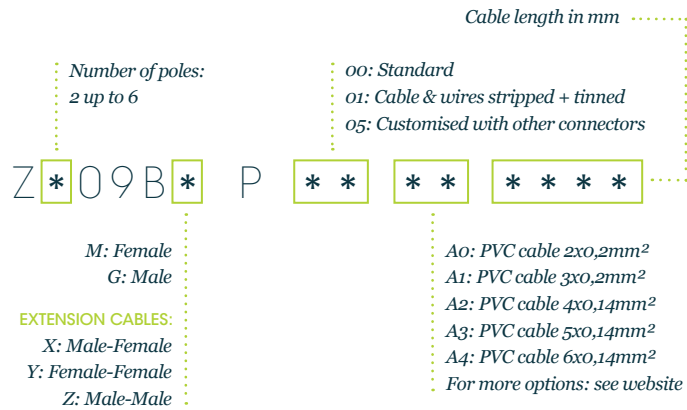 Cable length in mm
Number of poles:
2 up to 6
00: Standard
01: Cable & wires stripped + tinned
05: Customised with other connectors
Z*09B* P ** ** ****
M: Female
G: Male
EXTENSION CABLES:
X: Male-Female
Y: Female-Female
Z: Male-Male
A0: PVC cable 2x0,2mm²
A1: PVC cable 3x0,2mm²
A2: PVC cable 4x0,14mm²
A3: PVC cable 5x0,14mm²
A4: PVC cable 6x0,14mm²
For more options: see website